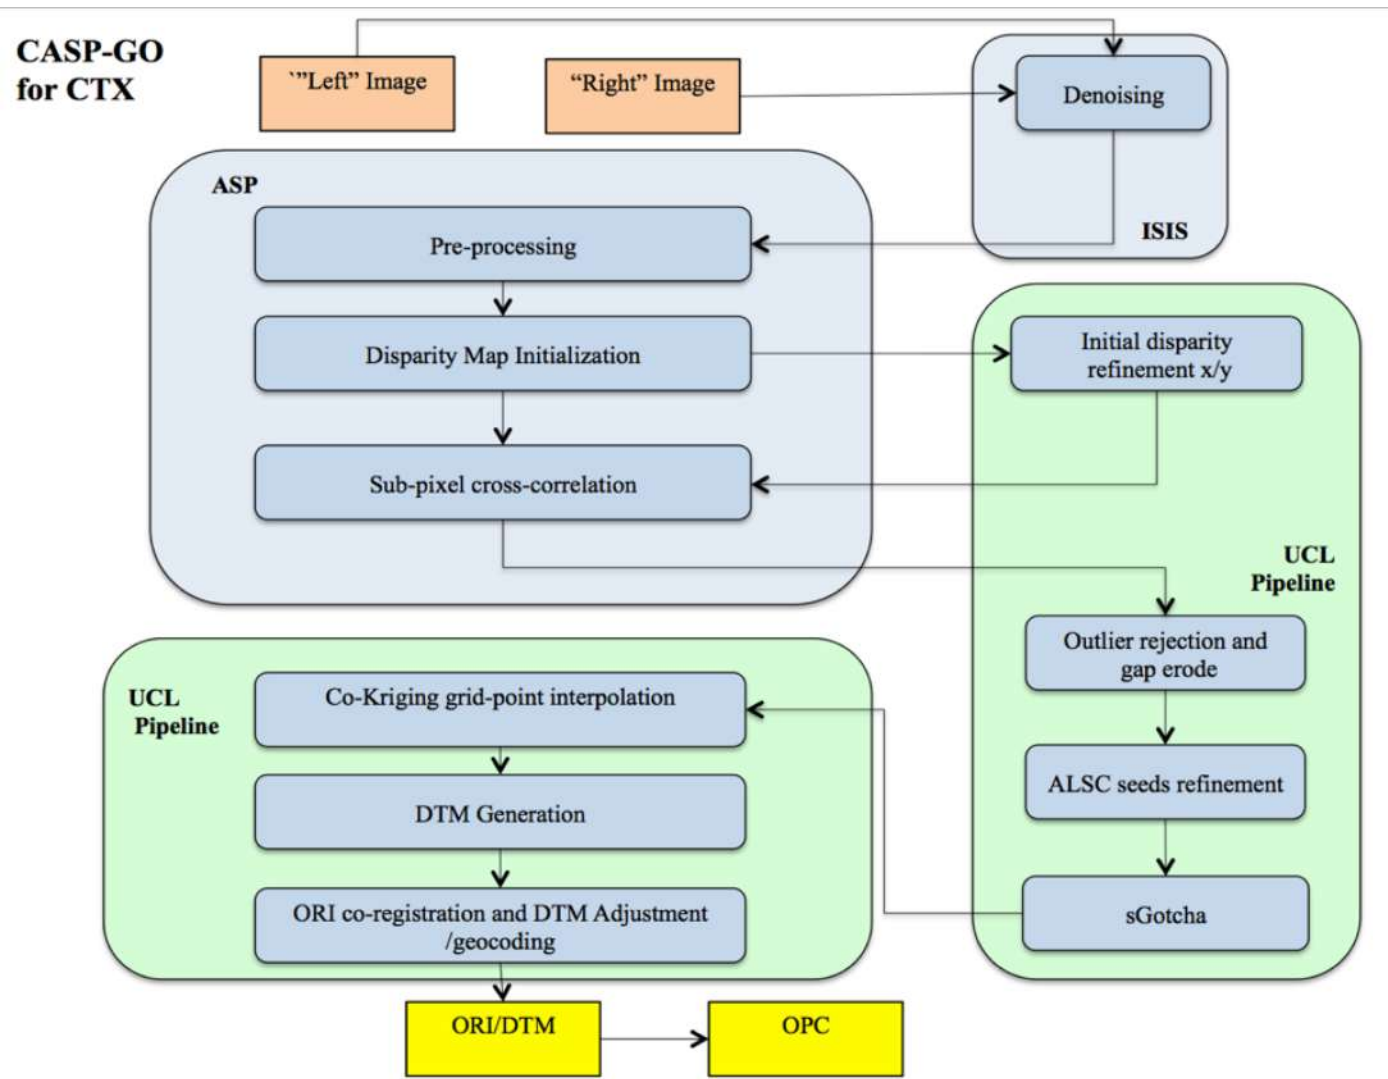 CASP-GO
for CTX
`”Left” Image
“Right” Image
Denoising
ISIS
ASP
Pre-processing
Disparity Map Initialization
Sub-pixel cross-correlation
Initial disparity
refinement x/y
UCL
Pipeline
Outlier rejection and
gap erode
ALSC seeds refinement
sGotcha
UCL
Pipeline
Co-Kriging grid-point interpolation
DTM Generation
ORI co-registration and DTM Adjustment
/geocoding
ORI/DTM
OPC